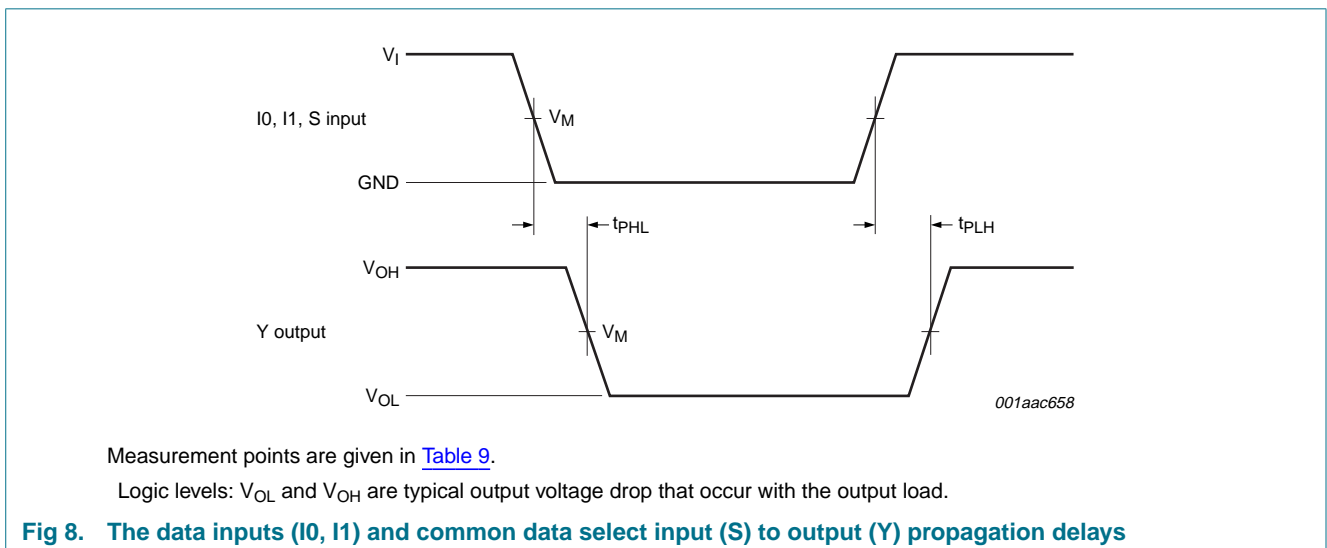 VI
I0, I1, S input
VM
GND
tPHL
tPLH
VOH
Y output
VM
VOL
001aac658
Measurement points are given in Table 9.
Logic levels: VOL and VOH are typical output voltage drop that occur with the output load.
Fig 8. The data inputs (I0, I1) and common data select input (S) to output (Y) propagation delays